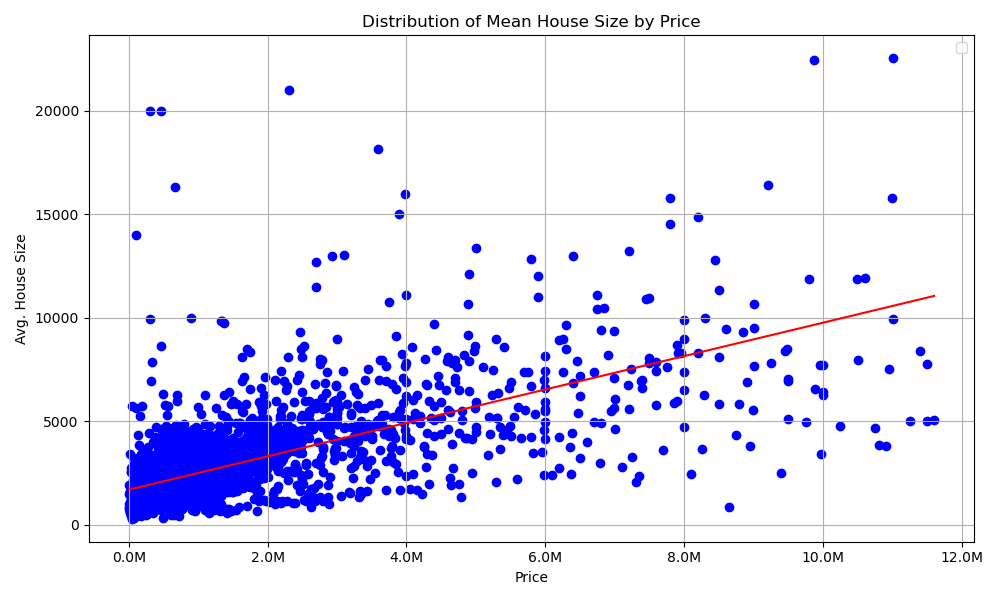 Distribution of Mean House Size by Price
20000
15000
10000
5000
0
Avg. House Size
0.0M 2.0M 4.0M 6.0M 8.0M 10.0M 12.0M
Price